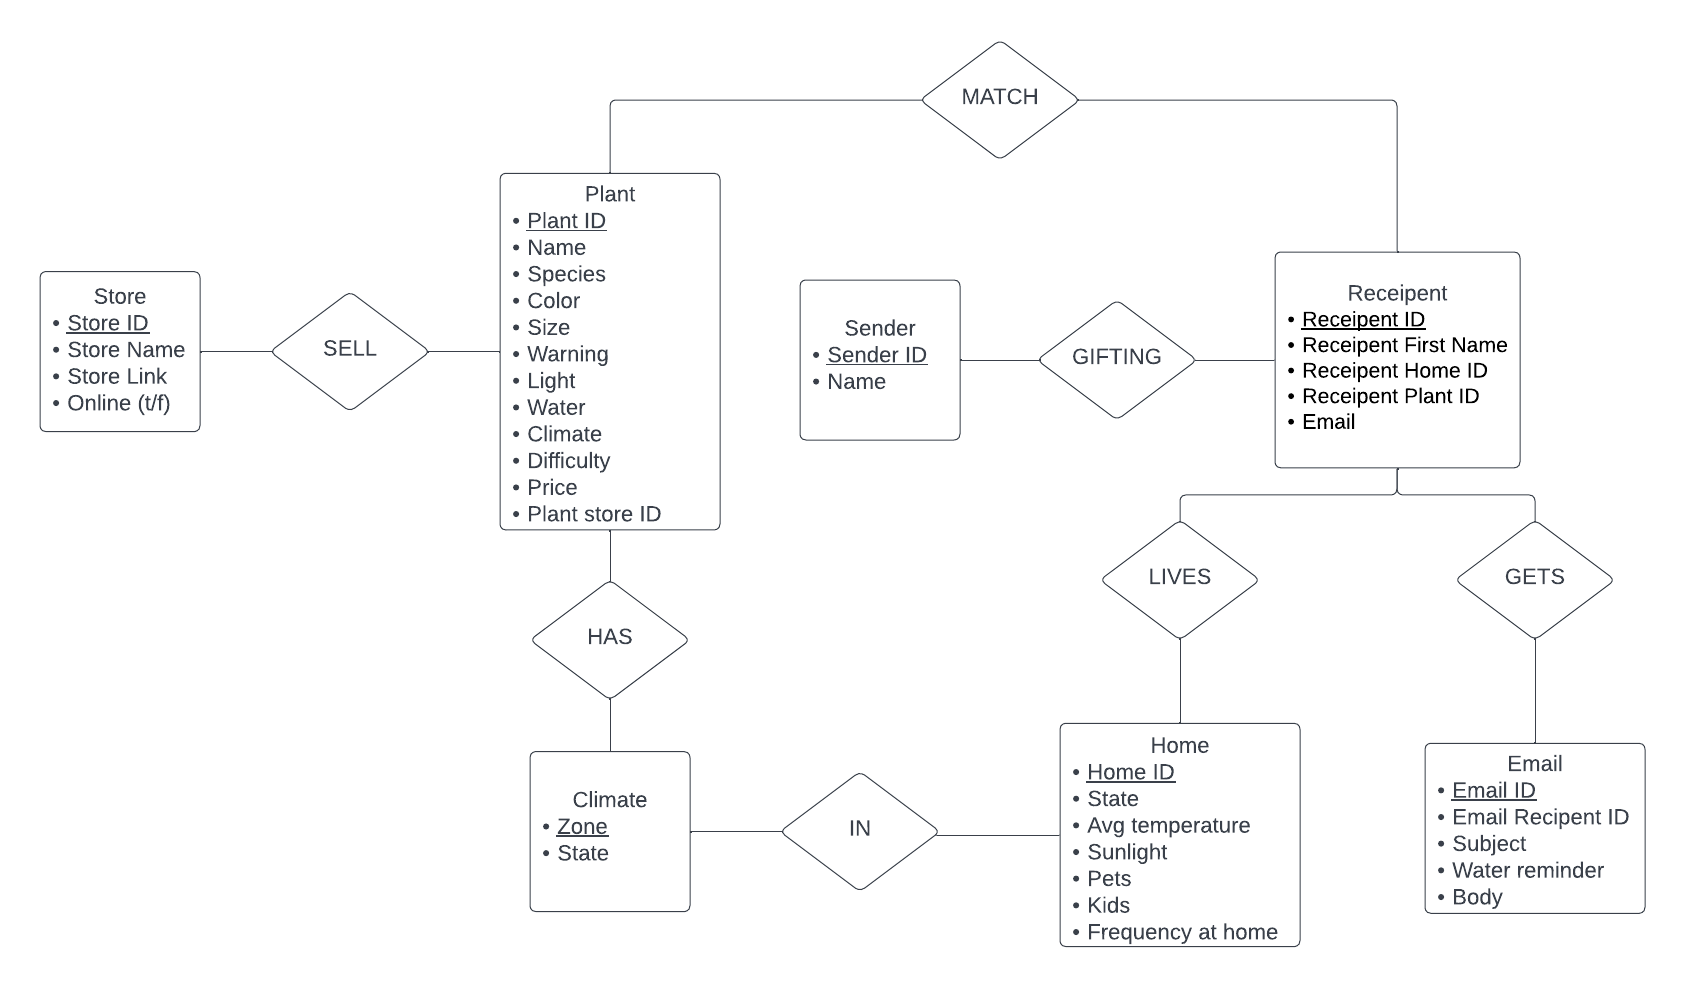 MATCH
Plant
• Plant ID
• Name
• Species
• Color
• Size
• Warning
• Light
• Water
• Climate
• Difficulty
• Price
• Plant store ID
Store
• Store ID
• Store Name
• Store Link
• Online (t/f)
SELL
Sender
• Sender ID
• Name
GIFTING
Receipent
• Receipent ID
• Receipent First Name
• Receipent Home ID
• Receipent Plant ID
• Email
HAS
LIVES
GETS
Climate
• Zone
• State
IN
Home
• Home ID
• State
• Avg temperature
• Sunlight
• Pets
• Kids
• Frequency at home
Email
• Email ID
• Email Recipent ID
• Subject
• Water reminder
• Body